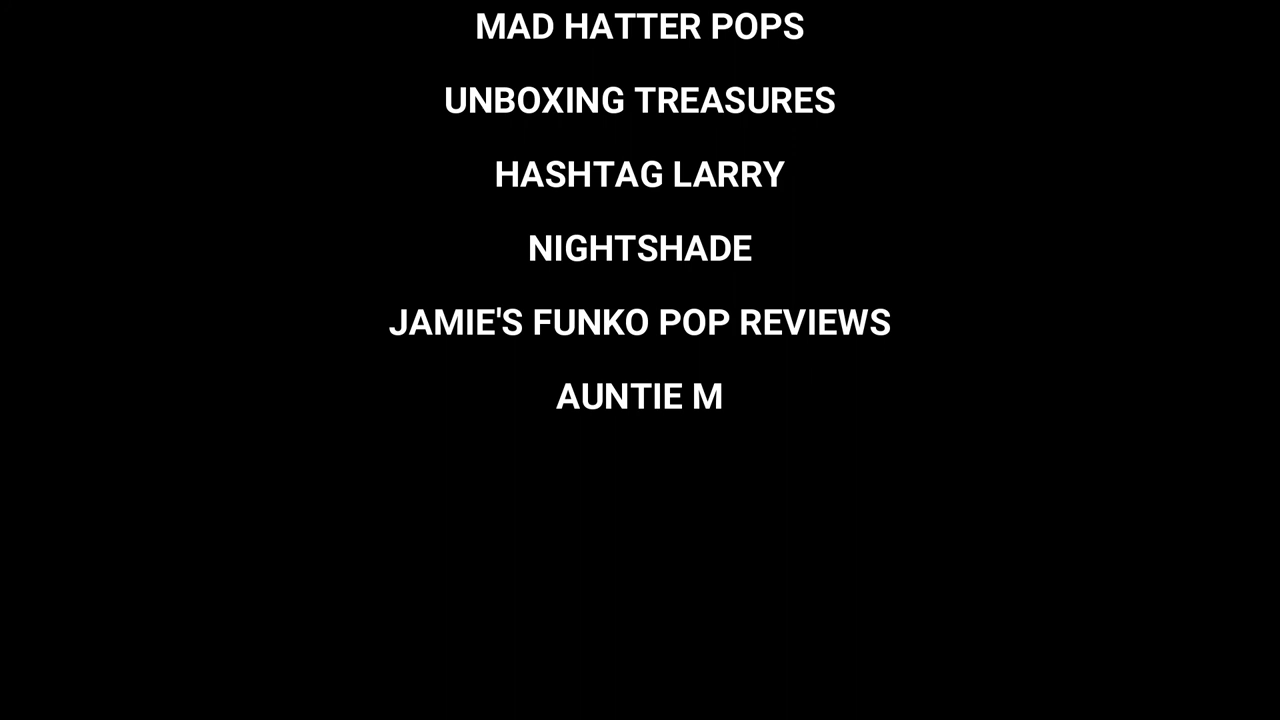 MAD HATTER POPS
UNBOXING TREASURES
HASHTAG LARRY
NIGHTSHADE
JAMIE'S FUNKO POP REVIEWS
AUNTIE M